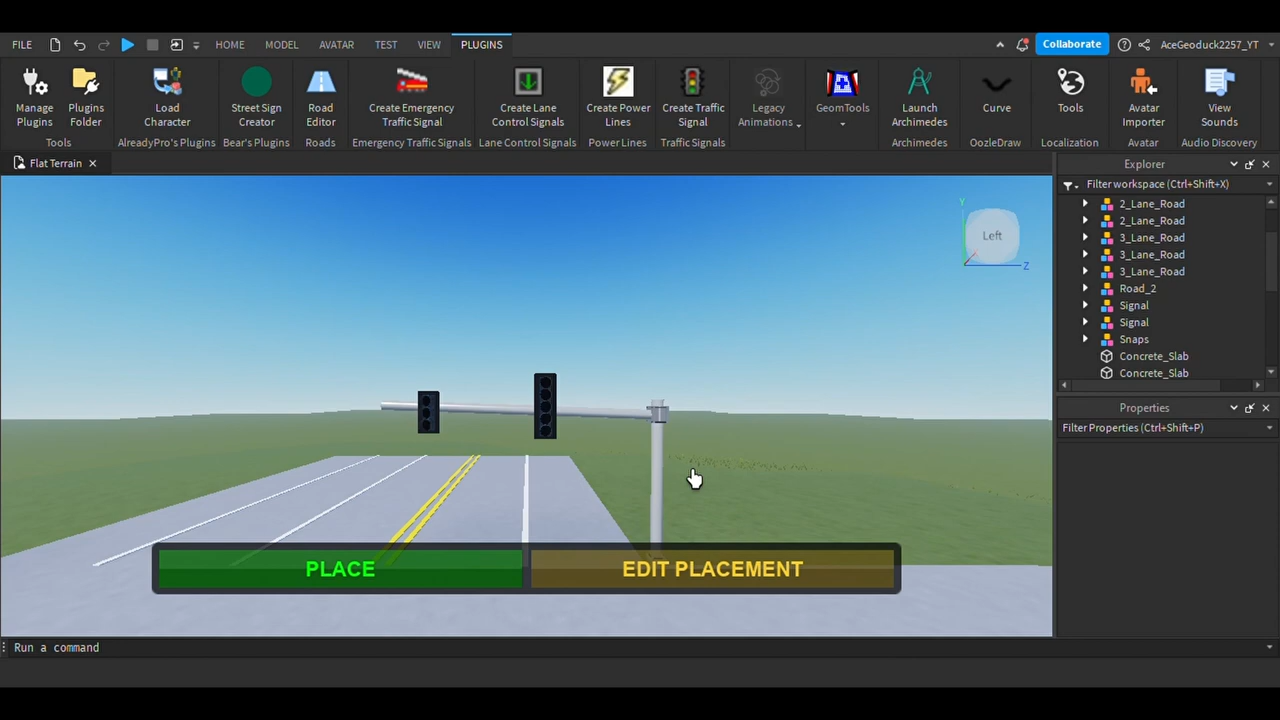 FILE HOME MODEL AVATAR TEST VIEW PLUGINS Collaborate AceGeoduck2257_YT
Manage Plugins
Plugins Folder
Load Character
Street Sign Creator
Road Editor
Create Emergency Traffic Signal
Create Lane Control Signals
Create Power Lines
Create Traffic Signal
Legacy Animations
GeomTools
Launch Archimedes
Curve
Tools
Avatar Importer
View Sounds
Tools AlreadyPro's Plugins Bear's Plugins Roads Emergency Traffic Signals Lane Control Signals Power Lines Traffic Signals Archimedes OozleDraw Localization Avatar Audio Discovery
Flat Terrain
Explorer
Filter workspace (Ctrl+Shift+X)
2_Lane_Road
2_Lane_Road
3_Lane_Road
3_Lane_Road
3_Lane_Road
Road_2
Signal
Signal
Snaps
Concrete_Slab
Concrete_Slab
Y
Left
Z
Properties
Filter Properties (Ctrl+Shift+P)
PLACE EDIT PLACEMENT
Run a command